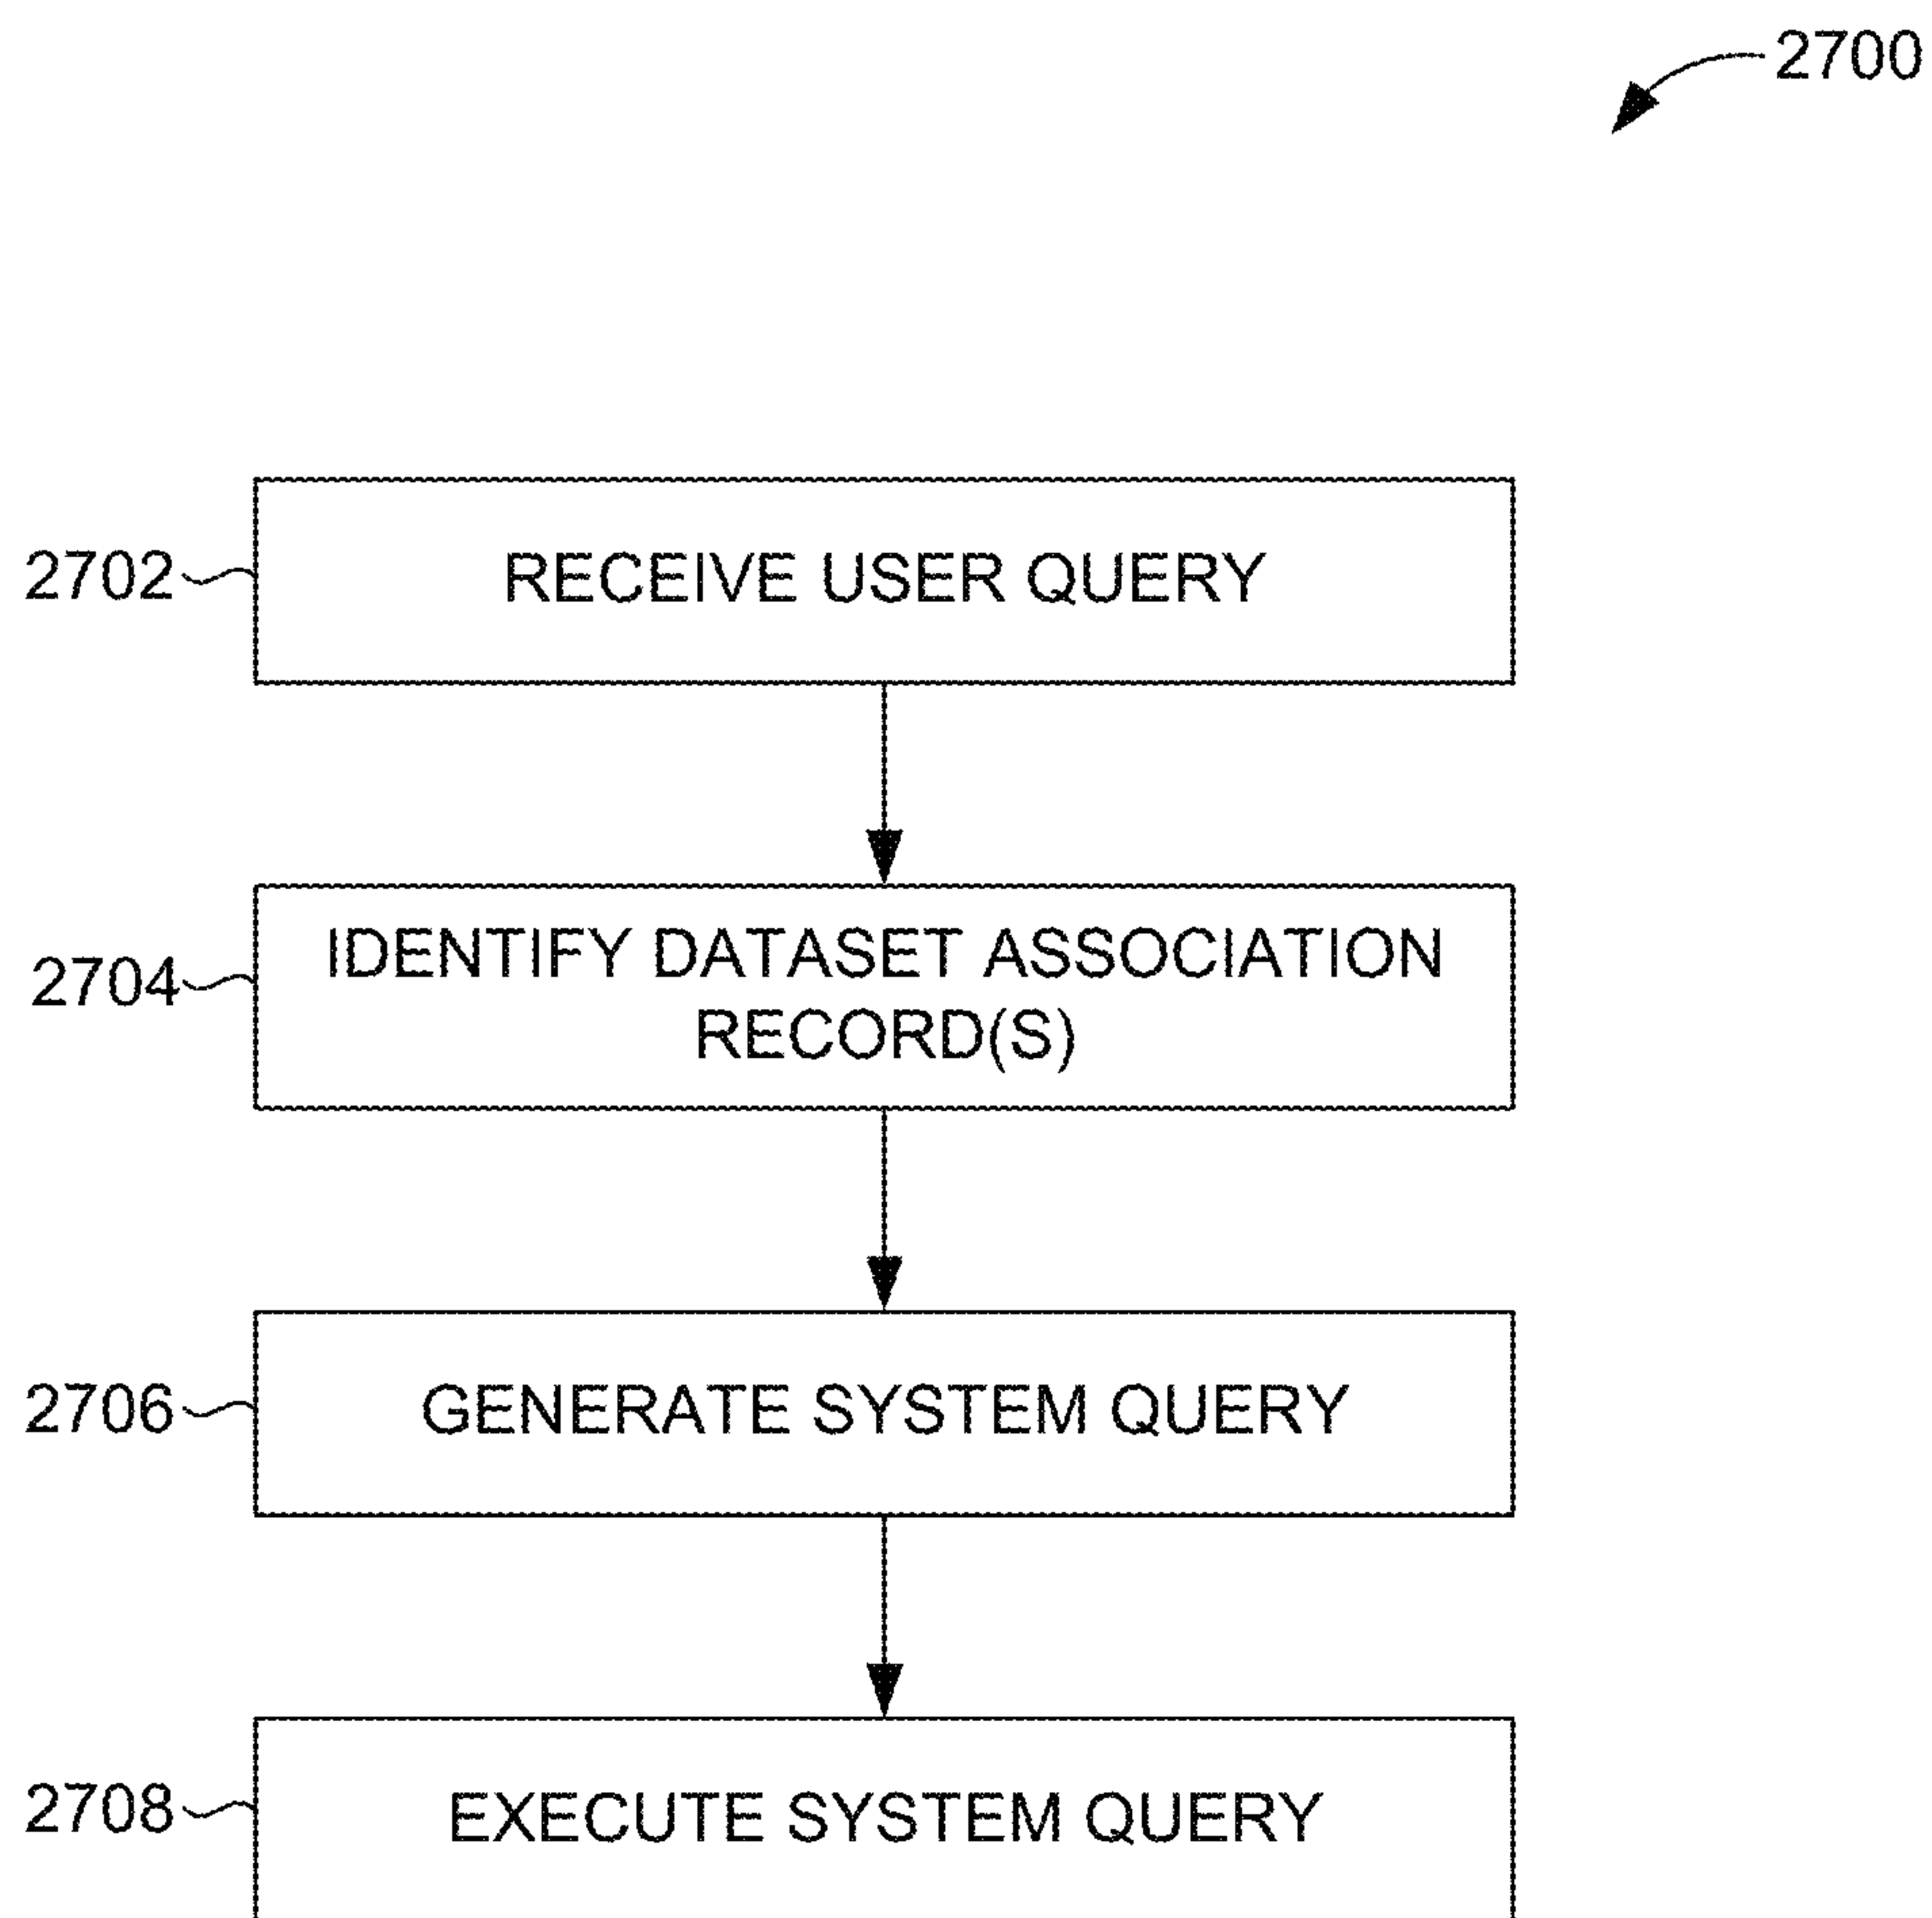 2700
2702 RECEIVE USER QUERY
2704 IDENTIFY DATASET ASSOCIATION
RECORD(S)
2706 GENERATE SYSTEM QUERY
2708 EXECUTE SYSTEM QUERY